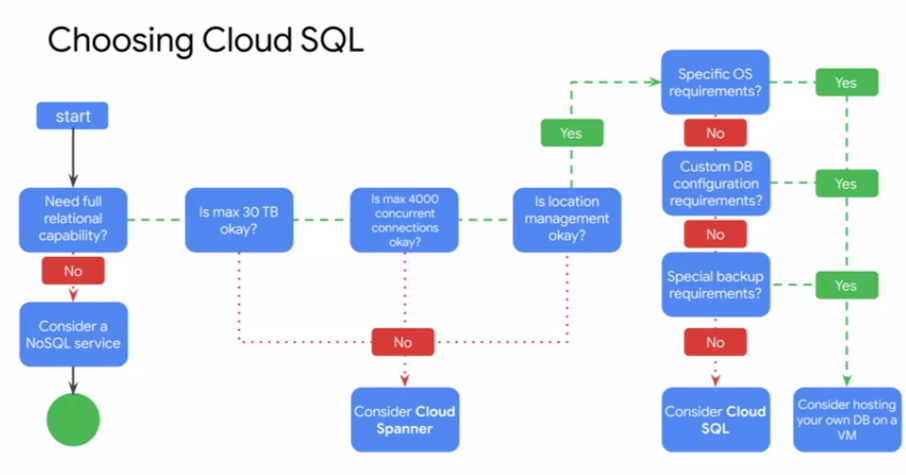 Choosing Cloud SQL
start
Need full
relational
capability?
No
Consider a
NoSQL service
Is max 30 TB
okay?
Is max 4000
concurrent
connections
okay?
Is location
management
okay?
No
Consider Cloud
Spanner
Yes
Specific OS
requirements?
Yes
No
Custom DB
configuration
requirements?
Yes
No
Special backup
requirements?
Yes
No
Consider Cloud
SQL
Consider hosting
your own DB on a
VM